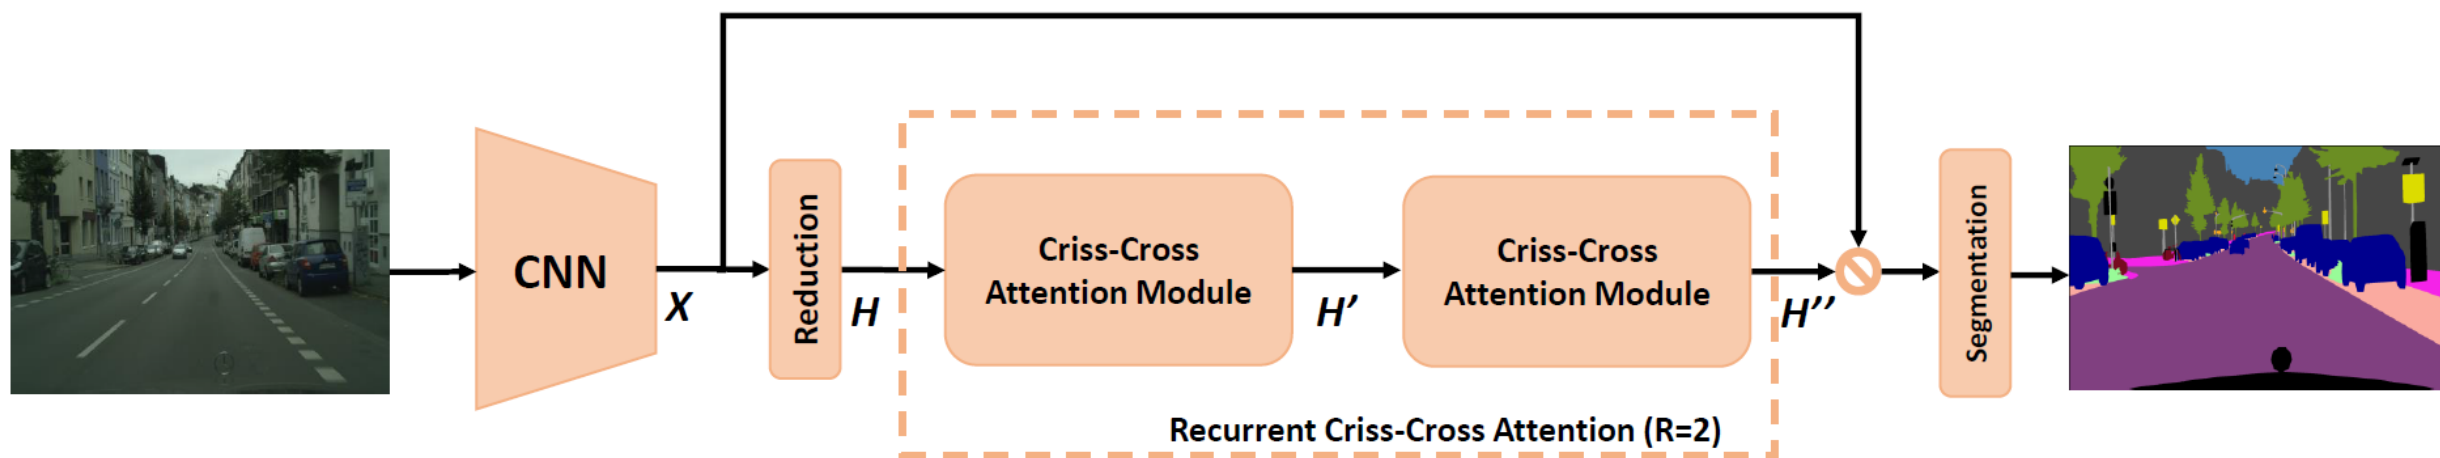 CNN
X
Reduction
H
Criss-Cross
Attention Module
H’
Criss-Cross
Attention Module
H’’
Segmentation
Recurrent Criss-Cross Attention (R=2)